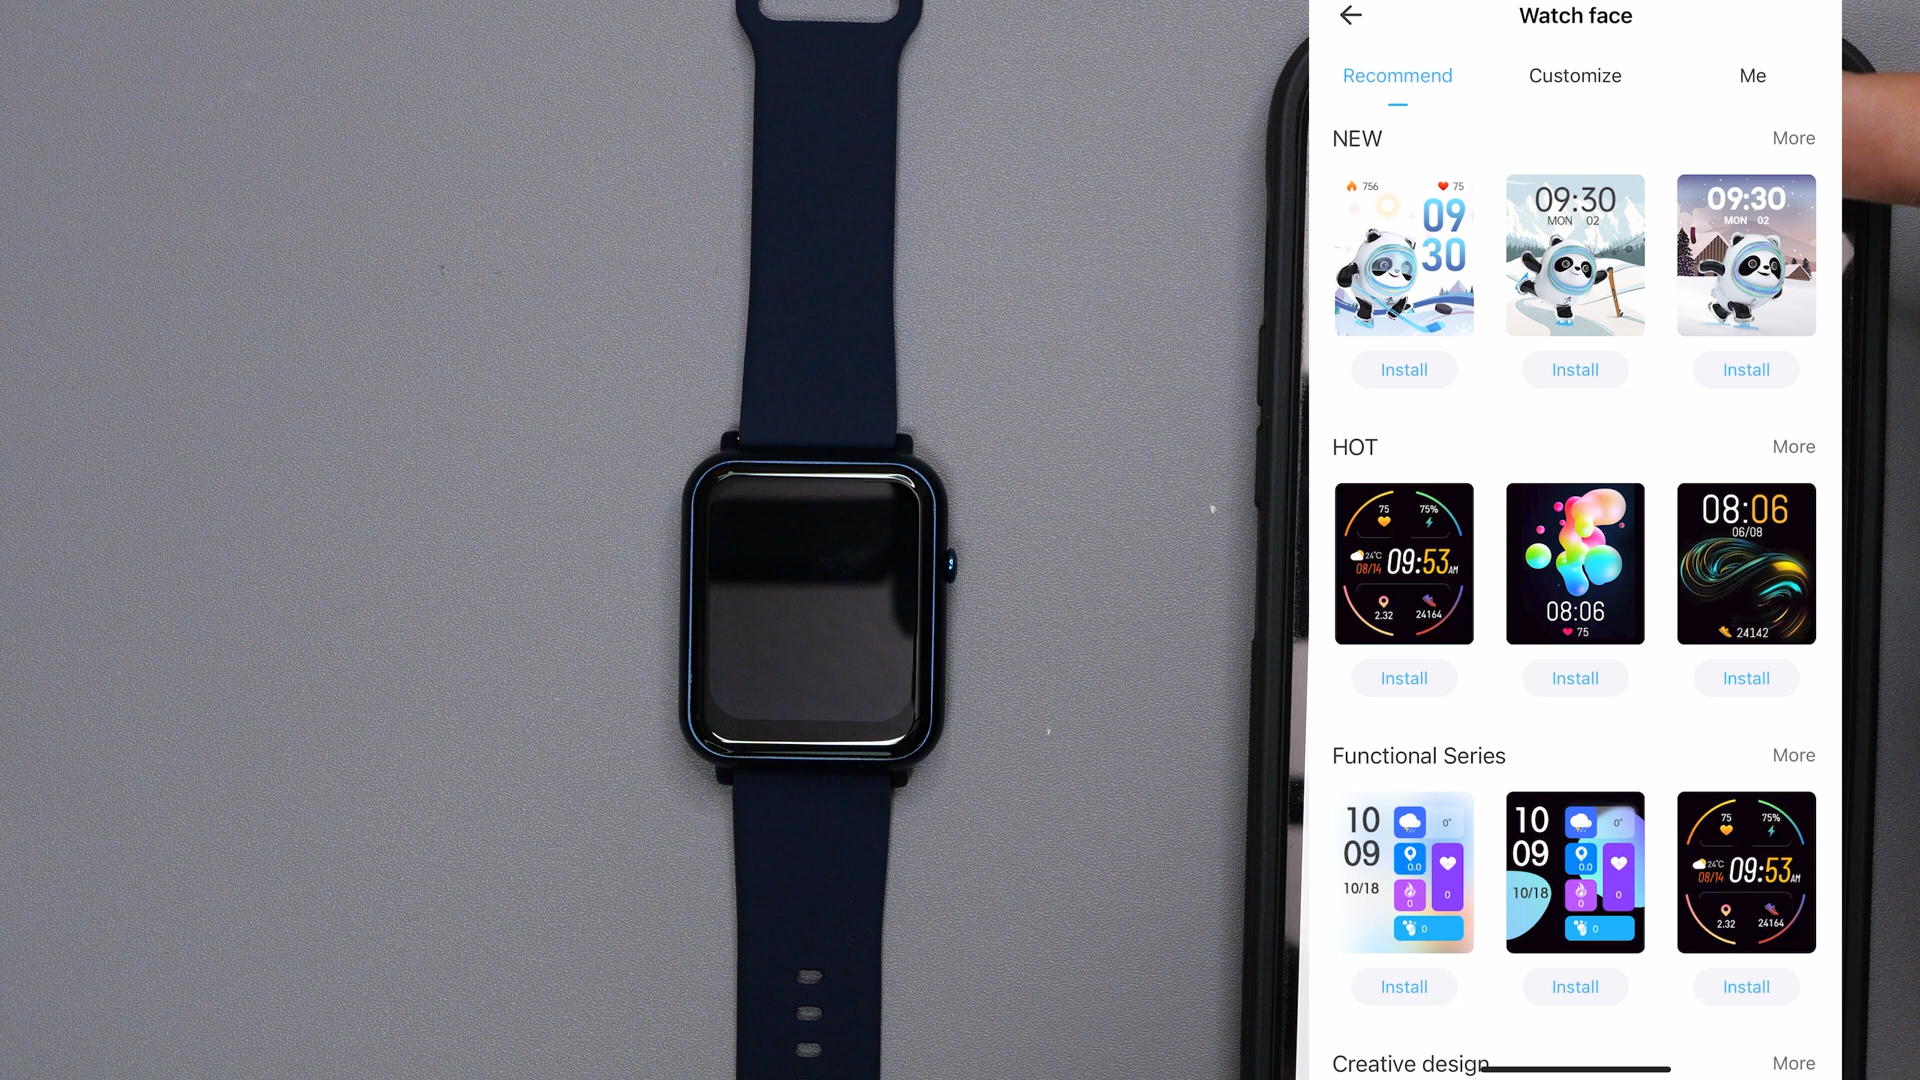 Watch face
Recommend Customize Me
NEW More
756 75
09
30
09:30
MON 02
09:30
MON 02
Install Install Install
HOT More
75 75%
24°C
08/14 09:53AM
2.32 24164
08:06
75
08:06
06/08
24142
Install Install Install
Functional Series More
10
09
10/18
0°
0.0
0
0
0
10
09
10/18
0°
0.0
0
0
0
75 75%
24°C
08/14 09:53AM
2.32 24164
Install Install Install
Creative design More